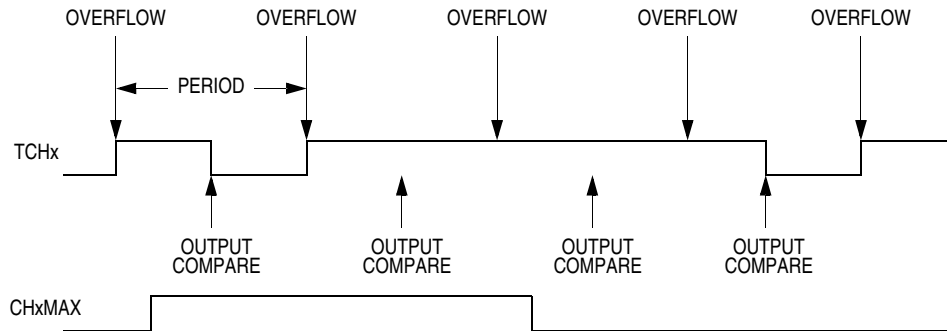 OVERFLOW OVERFLOW OVERFLOW OVERFLOW OVERFLOW
PERIOD
TCHx
OUTPUT COMPARE
OUTPUT COMPARE
OUTPUT COMPARE
OUTPUT COMPARE
CHxMAX